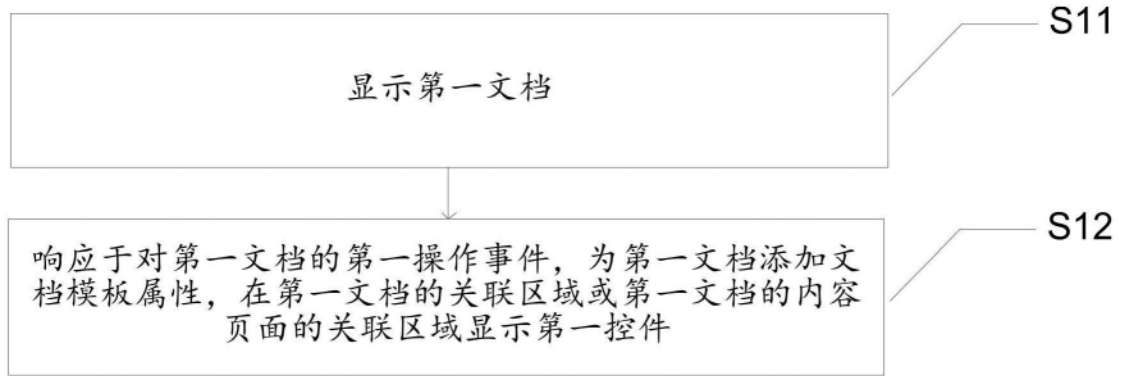 S11
显示第一文档
S12
响应于对第一文档的第一操作事件，为第一文档添加文
档模板属性，在第一文档的关联区域或第一文档的内容
页面的关联区域显示第一控件